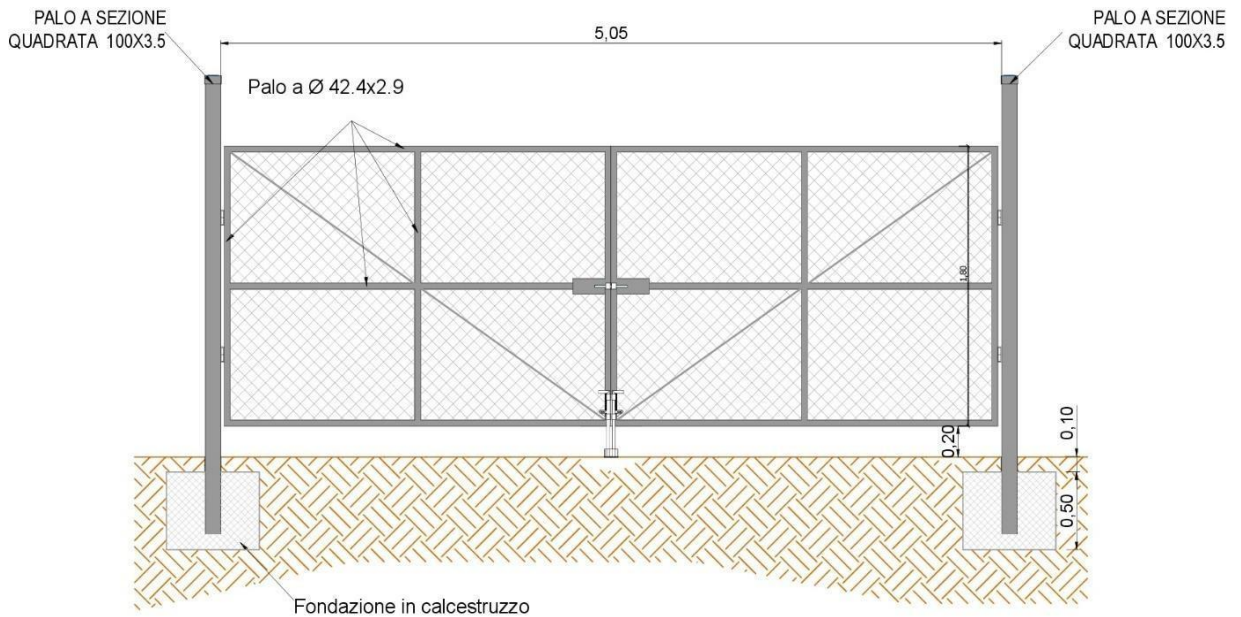 PALO A SEZIONE
QUADRATA 100X3.5
5,05
PALO A SEZIONE
QUADRATA 100X3.5
Palo a Ø 42.4x2.9
1,80
0,20
0,10
0,50
Fondazione in calcestruzzo